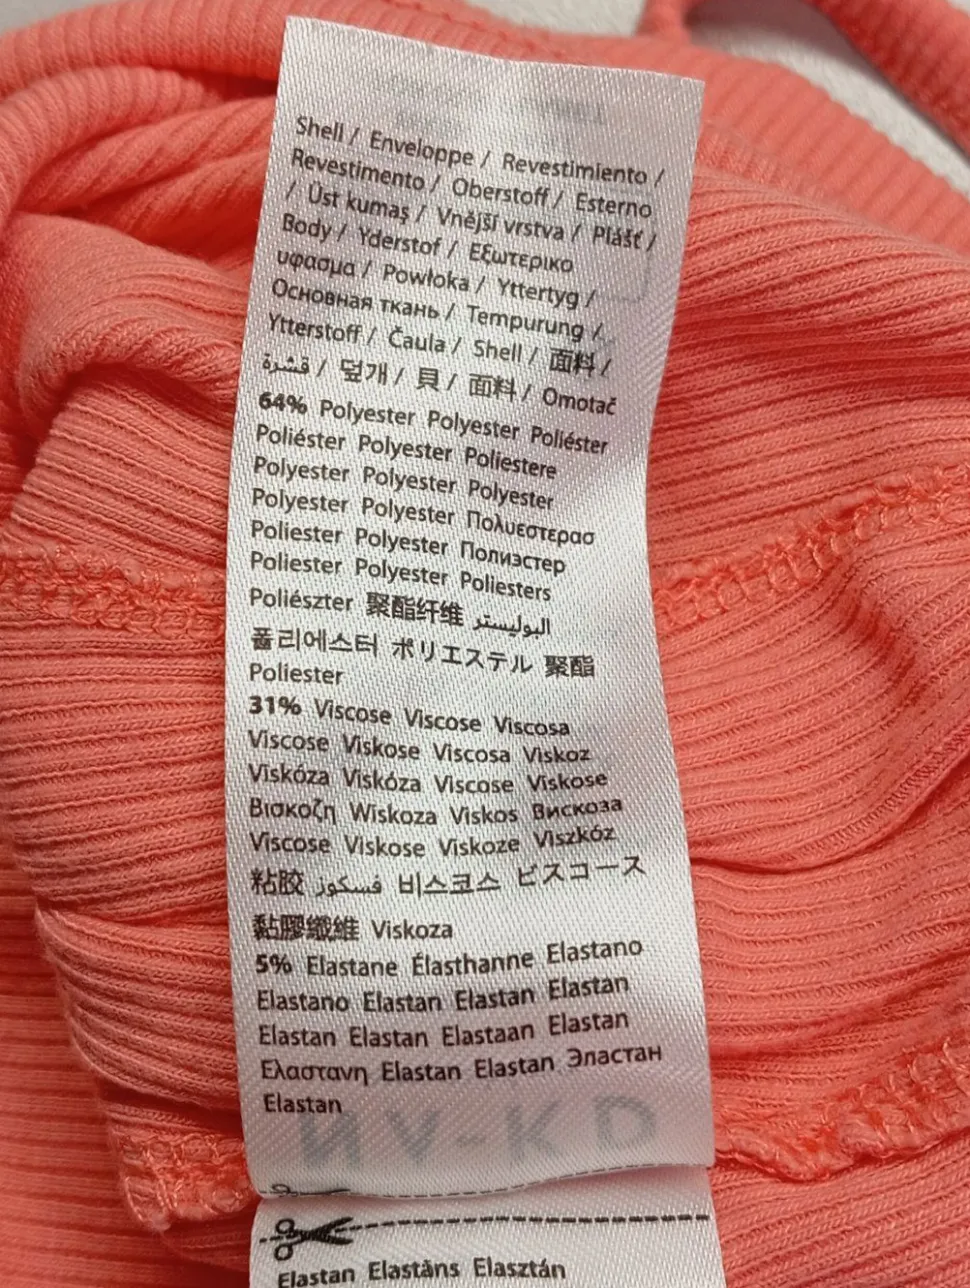 Shell / Enveloppe / Revestimiento /
Revestimento / Oberstoff / Esterno
/ Üst kumaş / Vnější vrstva / Plášť /
Body / Yderstof / Εξωτερικο
υφασμα / Powłoka / Yttertyg /
Основная ткань / Tempurung /
Ytterstoff / Čaula / Shell / 面料 /
قشرة / 덮개 / 貝 / 面料 / Omotač
64% Polyester Polyester Poliéster
Poliéster Polyester Poliestere
Polyester Polyester Polyester
Polyester Polyester Πολυεστερασ
Poliester Polyester Полиэстер
Poliester Polyester Poliesters
Poliészter 聚酯纤维 البوليستر
폴리에스터 ポリエステル 聚酯
Poliester
31% Viscose Viscose Viscosa
Viscose Viskose Viscosa Viskoz
Viskóza Viskóza Viscose Viskose
Βισκοζη Wiskoza Viskos Вискоза
Viscose Viskose Viskoze Viszkóz
粘胶 فسكوز 비스코스 ビスコース
黏膠纖維 Viskoza
5% Elastane Élasthanne Elastano
Elastano Elastan Elastan Elastan
Elastan Elastan Elastaan Elastan
Ελαστανη Elastan Elastan Эластан
Elastan
NA-KD
Elastan Elastāns Elasztán